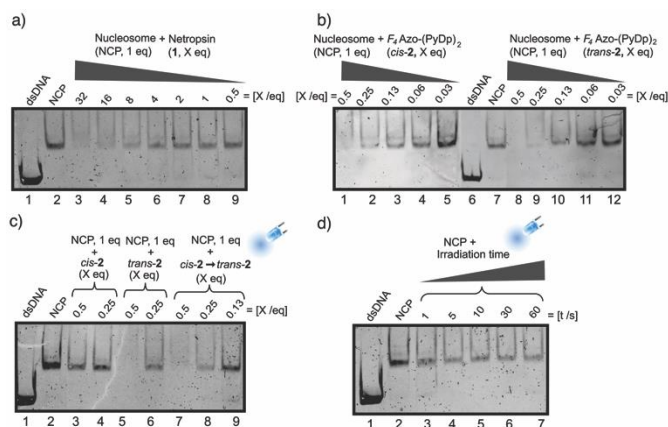 a)
Nucleosome + Netropsin
(NCP, 1 eq) (1, X eq)
dsDNA NCP 32 16 8 4 2 1 0.5 =[X /eq]
1 2 3 4 5 6 7 8 9
b)
Nucleosome + F4 Azo-(PyDp)2 Nucleosome + F4 Azo-(PyDp)2
(NCP, 1 eq) (cis-2, X eq) (NCP, 1 eq) (trans-2, X eq)
[X/eq]= 0.5 0.25 0.13 0.06 0.03 dsDNA NCP 0.5 0.25 0.13 0.06 0.03 =[X/eq]
1 2 3 4 5 6 7 8 9 10 11 12
c)
NCP, 1 eq NCP, 1 eq NCP, 1 eq
+ + +
cis-2 trans-2 cis-2→trans-2
(X eq) (X eq) (X eq)
dsDNA NCP 0.5 0.25 0.5 0.25 0.5 0.25 0.13 =[X/eq]
1 2 3 4 5 6 7 8 9
d)
NCP +
Irradiation time
dsDNA NCP 1 5 10 30 60 =[t /s]
1 2 3 4 5 6 7